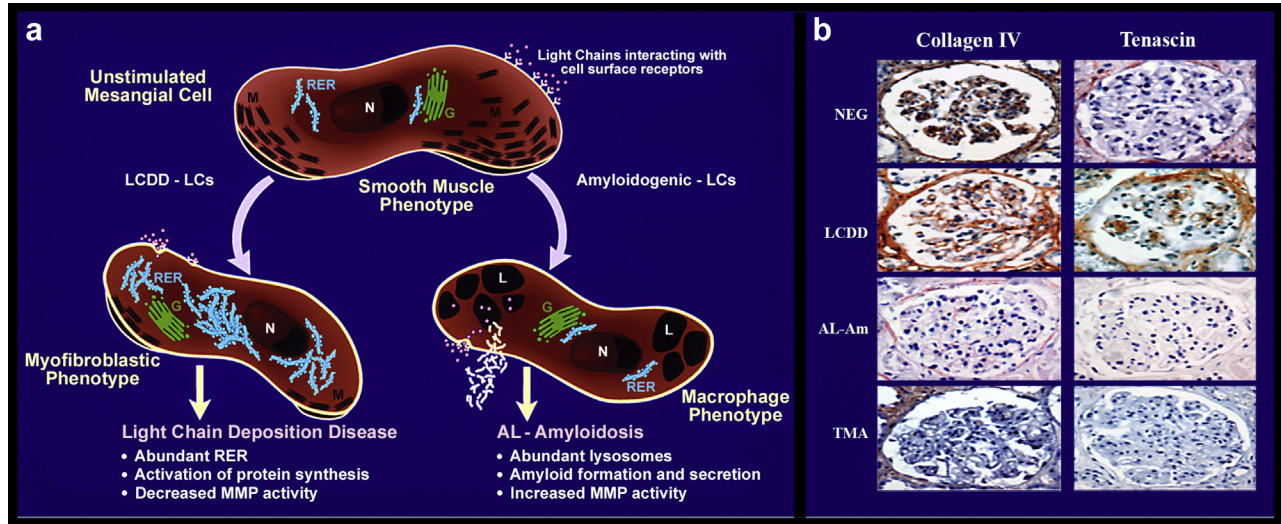 a
Unstimulated
Mesangial Cell
Light Chains interacting with
cell surface receptors
M
RER
N
G
M
LCDD - LCs
Smooth Muscle
Phenotype
Amyloidogenic - LCs
RER
G
N
M
Myofibroblastic
Phenotype
L
G
L
N
RER
Macrophage
Phenotype
Light Chain Deposition Disease
• Abundant RER
• Activation of protein synthesis
• Decreased MMP activity
AL - Amyloidosis
• Abundant lysosomes
• Amyloid formation and secretion
• Increased MMP activity
b
Collagen IV
Tenascin
NEG
LCDD
AL-Am
TMA